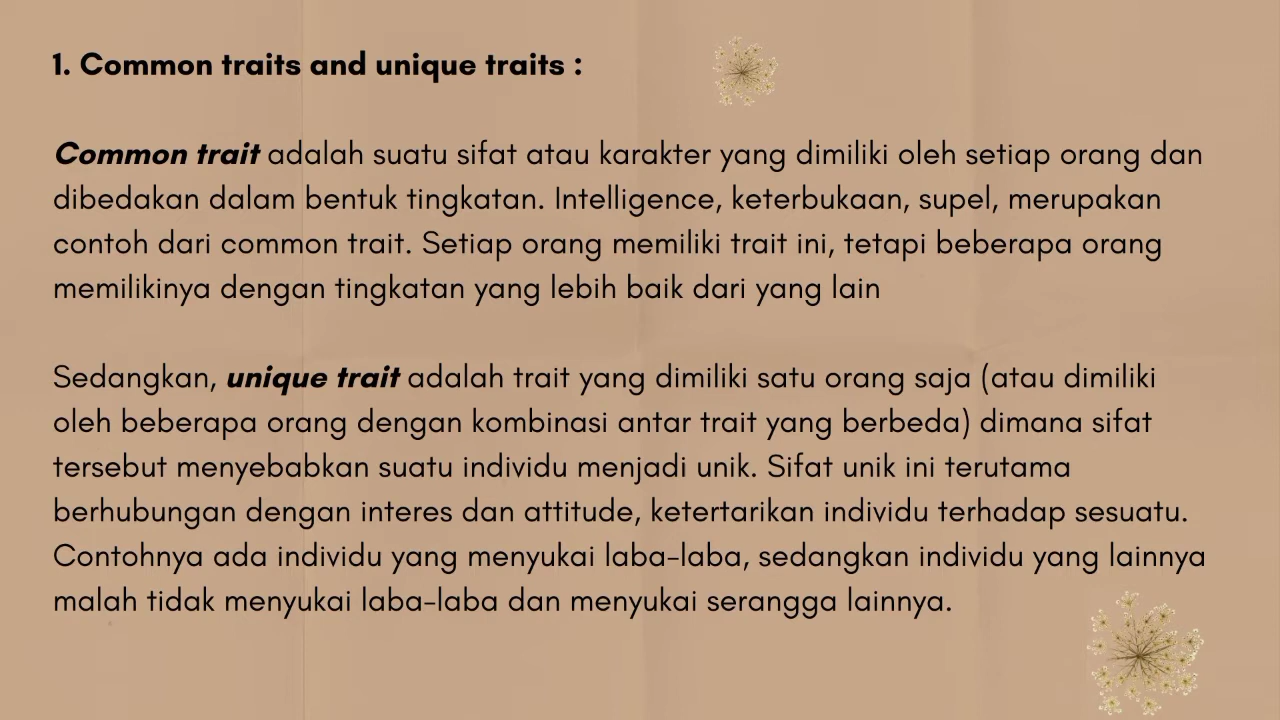 1. Common traits and unique traits :
Common trait adalah suatu sifat atau karakter yang dimiliki oleh setiap orang dan
dibedakan dalam bentuk tingkatan. Intelligence, keterbukaan, supel, merupakan
contoh dari common trait. Setiap orang memiliki trait ini, tetapi beberapa orang
memilikinya dengan tingkatan yang lebih baik dari yang lain
Sedangkan, unique trait adalah trait yang dimiliki satu orang saja (atau dimiliki
oleh beberapa orang dengan kombinasi antar trait yang berbeda) dimana sifat
tersebut menyebabkan suatu individu menjadi unik. Sifat unik ini terutama
berhubungan dengan interes dan attitude, ketertarikan individu terhadap sesuatu.
Contohnya ada individu yang menyukai laba-laba, sedangkan individu yang lainnya
malah tidak menyukai laba-laba dan menyukai serangga lainnya.